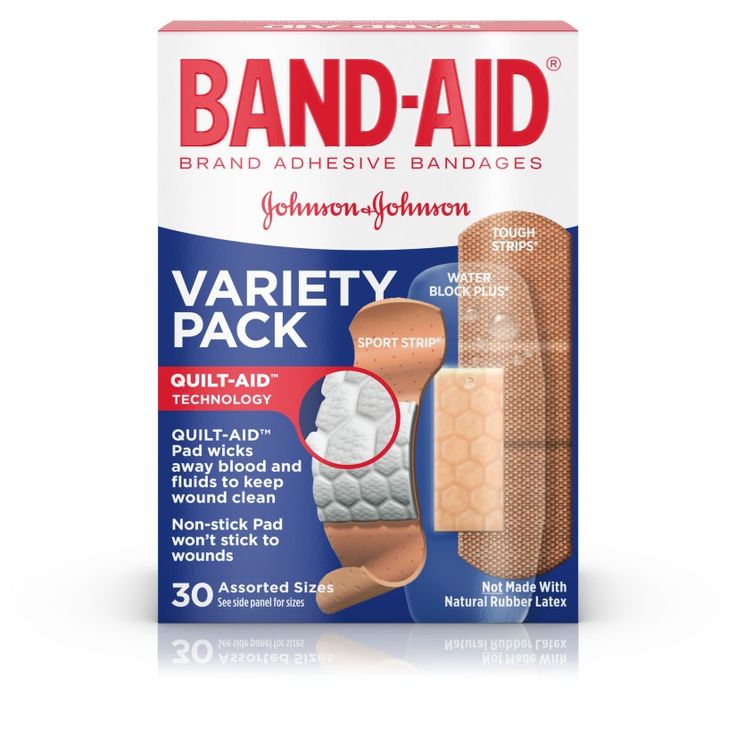 BAND-AID®
BRAND ADHESIVE BANDAGES
Johnson & Johnson
VARIETY
PACK
QUILT-AID™
TECHNOLOGY
QUILT-AID™
Pad wicks
away blood and
fluids to keep
wound clean
Non-stick Pad
won't stick to
wounds
30 Assorted Sizes
See side panel for sizes
SPORT STRIP®
WATER
BLOCK PLUS®
TOUGH
STRIPS®
Not Made With
Natural Rubber Latex